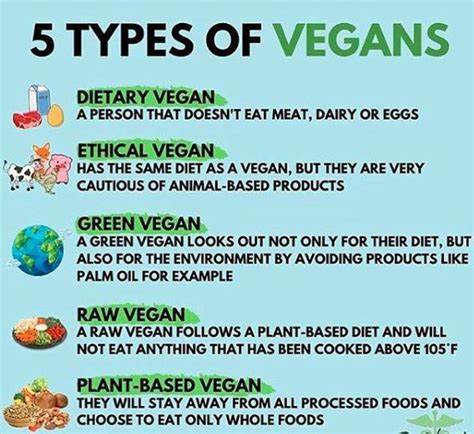 5 TYPES OF VEGANS
DIETARY VEGAN
A PERSON THAT DOESN'T EAT MEAT, DAIRY OR EGGS
ETHICAL VEGAN
HAS THE SAME DIET AS A VEGAN, BUT THEY ARE VERY
CAUTIOUS OF ANIMAL-BASED PRODUCTS
GREEN VEGAN
A GREEN VEGAN LOOKS OUT NOT ONLY FOR THEIR DIET, BUT
ALSO FOR THE ENVIRONMENT BY AVOIDING PRODUCTS LIKE
PALM OIL FOR EXAMPLE
RAW VEGAN
A RAW VEGAN FOLLOWS A PLANT-BASED DIET AND WILL
NOT EAT ANYTHING THAT HAS BEEN COOKED ABOVE 105°F
PLANT-BASED VEGAN
THEY WILL STAY AWAY FROM ALL PROCESSED FOODS AND
CHOOSE TO EAT ONLY WHOLE FOODS